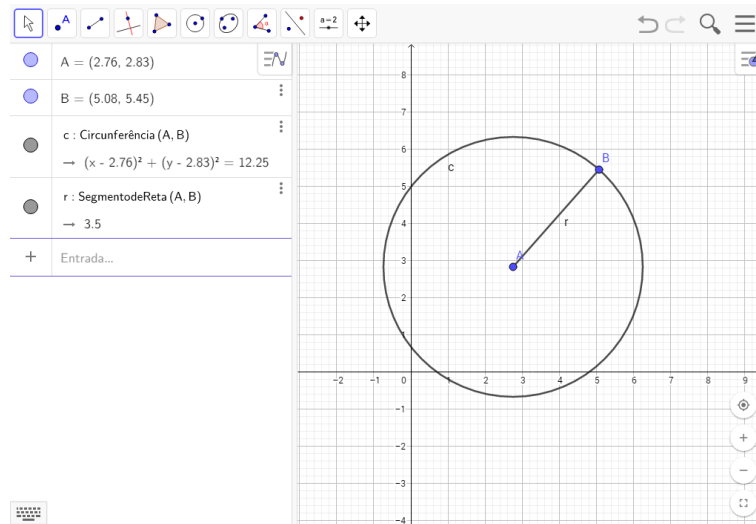 A
a=2
A = (2.76, 2.83)
B = (5.08, 5.45)
c : Circunferência (A, B)
→ (x - 2.76)² + (y - 2.83)² = 12.25
r : SegmentodeReta (A, B)
→ 3.5
+ Entrada...
8
7
6
5
4
3
2
1
−2 −1 0 1 2 3 4 5 6 7 8 9
−1
−2
−3
−4
c
B
r
A